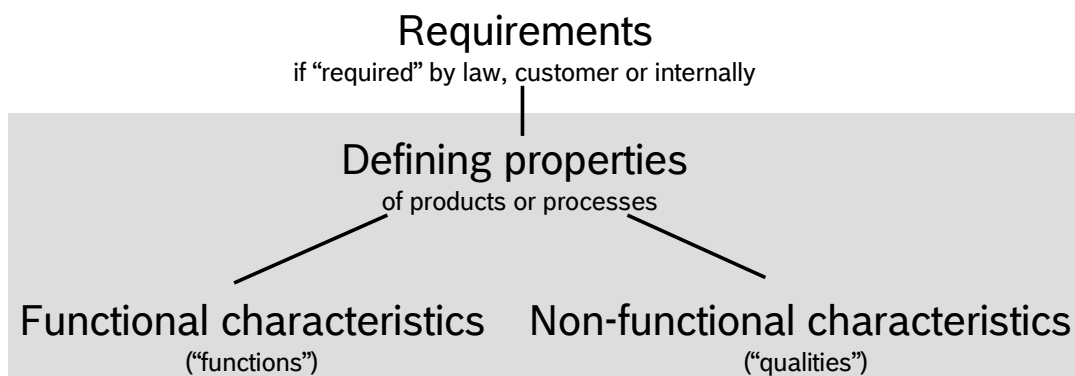 Requirements
if “required” by law, customer or internally
Defining properties
of products or processes
Functional characteristics
(“functions”)
Non-functional characteristics
(“qualities”)